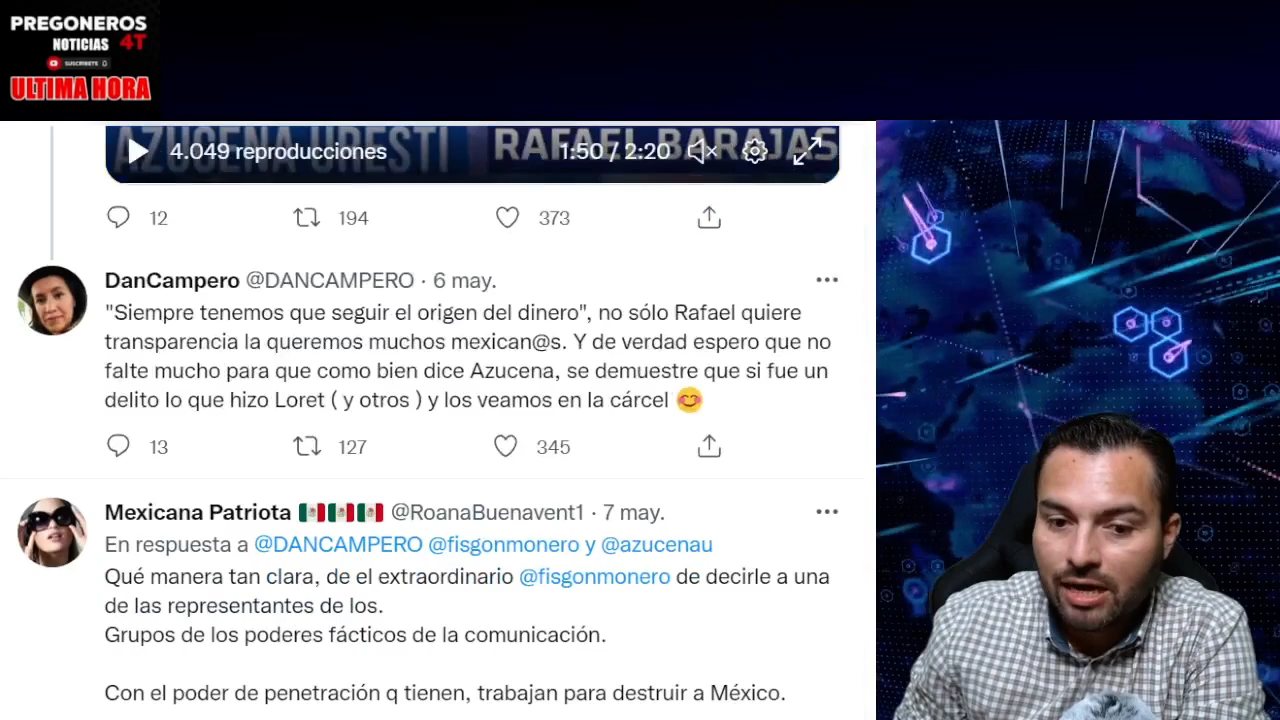 PREGONEROS
NOTICIAS 4T
SUSCRIBETE
ULTIMA HORA
AZUCENA URESTI
RAFAEL BARAJAS
4.049 reproducciones
1:50 / 2:20
12 194 373
DanCampero @DANCAMPERO · 6 may.
"Siempre tenemos que seguir el origen del dinero", no sólo Rafael quiere
transparencia la queremos muchos mexican@s. Y de verdad espero que no
falte mucho para que como bien dice Azucena, se demuestre que si fue un
delito lo que hizo Loret ( y otros ) y los veamos en la cárcel 😊
13 127 345
Mexicana Patriota 🇲🇽🇲🇽🇲🇽 @RoanaBuenavent1 · 7 may.
En respuesta a @DANCAMPERO @fisgonmonero y @azucenau
Qué manera tan clara, de el extraordinario @fisgonmonero de decirle a una
de las representantes de los.
Grupos de los poderes fácticos de la comunicación.
Con el poder de penetración q tienen, trabajan para destruir a México.